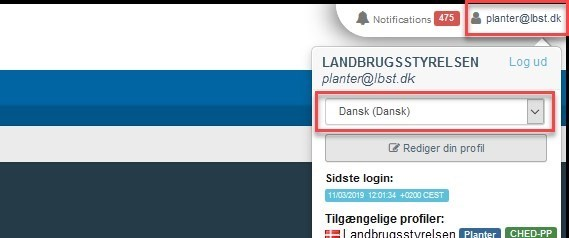 Notifications 475 planter@lbst.dk
LANDBRUGSSTYRELSEN Log ud
planter@lbst.dk
Dansk (Dansk)
Rediger din profil
Sidste login:
11/03/2019 12:01:34 +0200 CEST
Tilgængelige profiler:
Landbrugsstyrelsen Planter CHED-PP